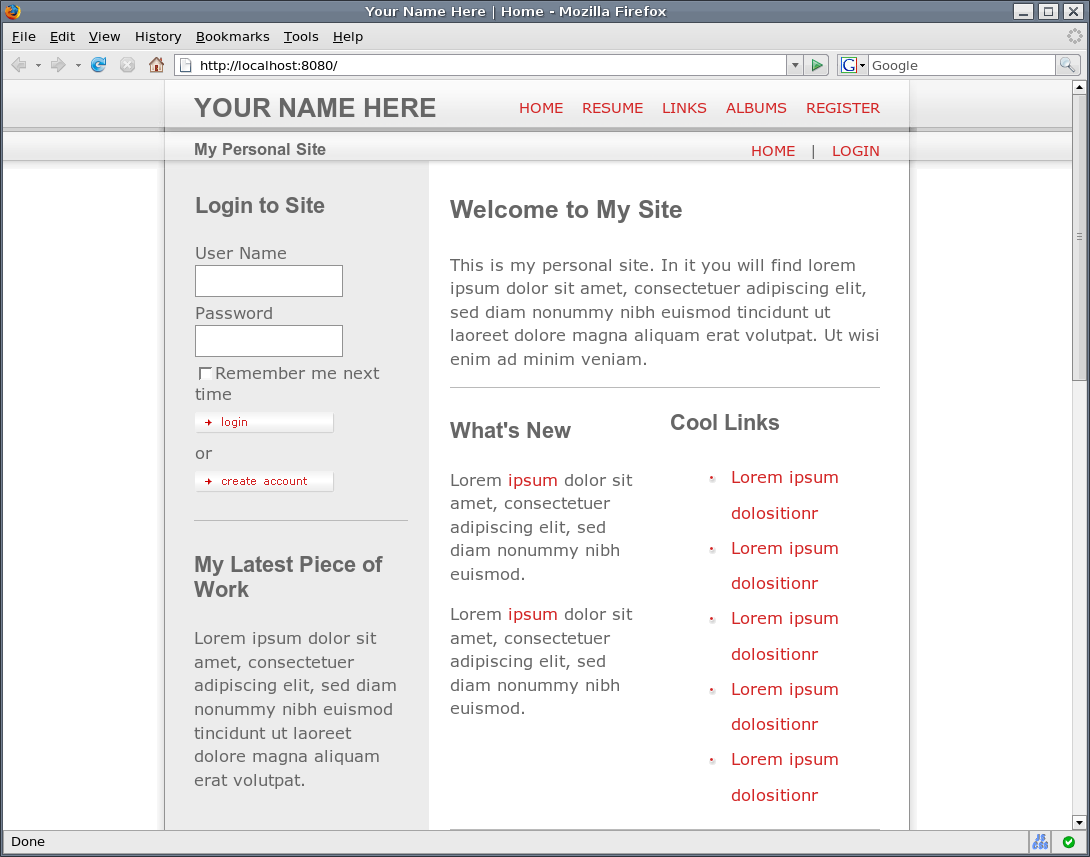 Your Name Here | Home - Mozilla Firefox
File Edit View History Bookmarks Tools Help
http://localhost:8080/
G Google
YOUR NAME HERE
HOME RESUME LINKS ALBUMS REGISTER
My Personal Site
HOME | LOGIN
Login to Site
User Name
Password
Remember me next
time
login
or
create account
My Latest Piece of
Work
Lorem ipsum dolor sit
amet, consectetuer
adipiscing elit, sed diam
nonummy nibh euismod
tincidunt ut laoreet
dolore magna aliquam
erat volutpat.
Welcome to My Site
This is my personal site. In it you will find lorem
ipsum dolor sit amet, consectetuer adipiscing elit,
sed diam nonummy nibh euismod tincidunt ut
laoreet dolore magna aliquam erat volutpat. Ut wisi
enim ad minim veniam.
What's New
Lorem ipsum dolor sit
amet, consectetuer
adipiscing elit, sed
diam nonummy nibh
euismod.
Lorem ipsum dolor sit
amet, consectetuer
adipiscing elit, sed
diam nonummy nibh
euismod.
Cool Links
Lorem ipsum
dolositionr
Lorem ipsum
dolositionr
Lorem ipsum
dolositionr
Lorem ipsum
dolositionr
Lorem ipsum
dolositionr
Done
JS
CSS